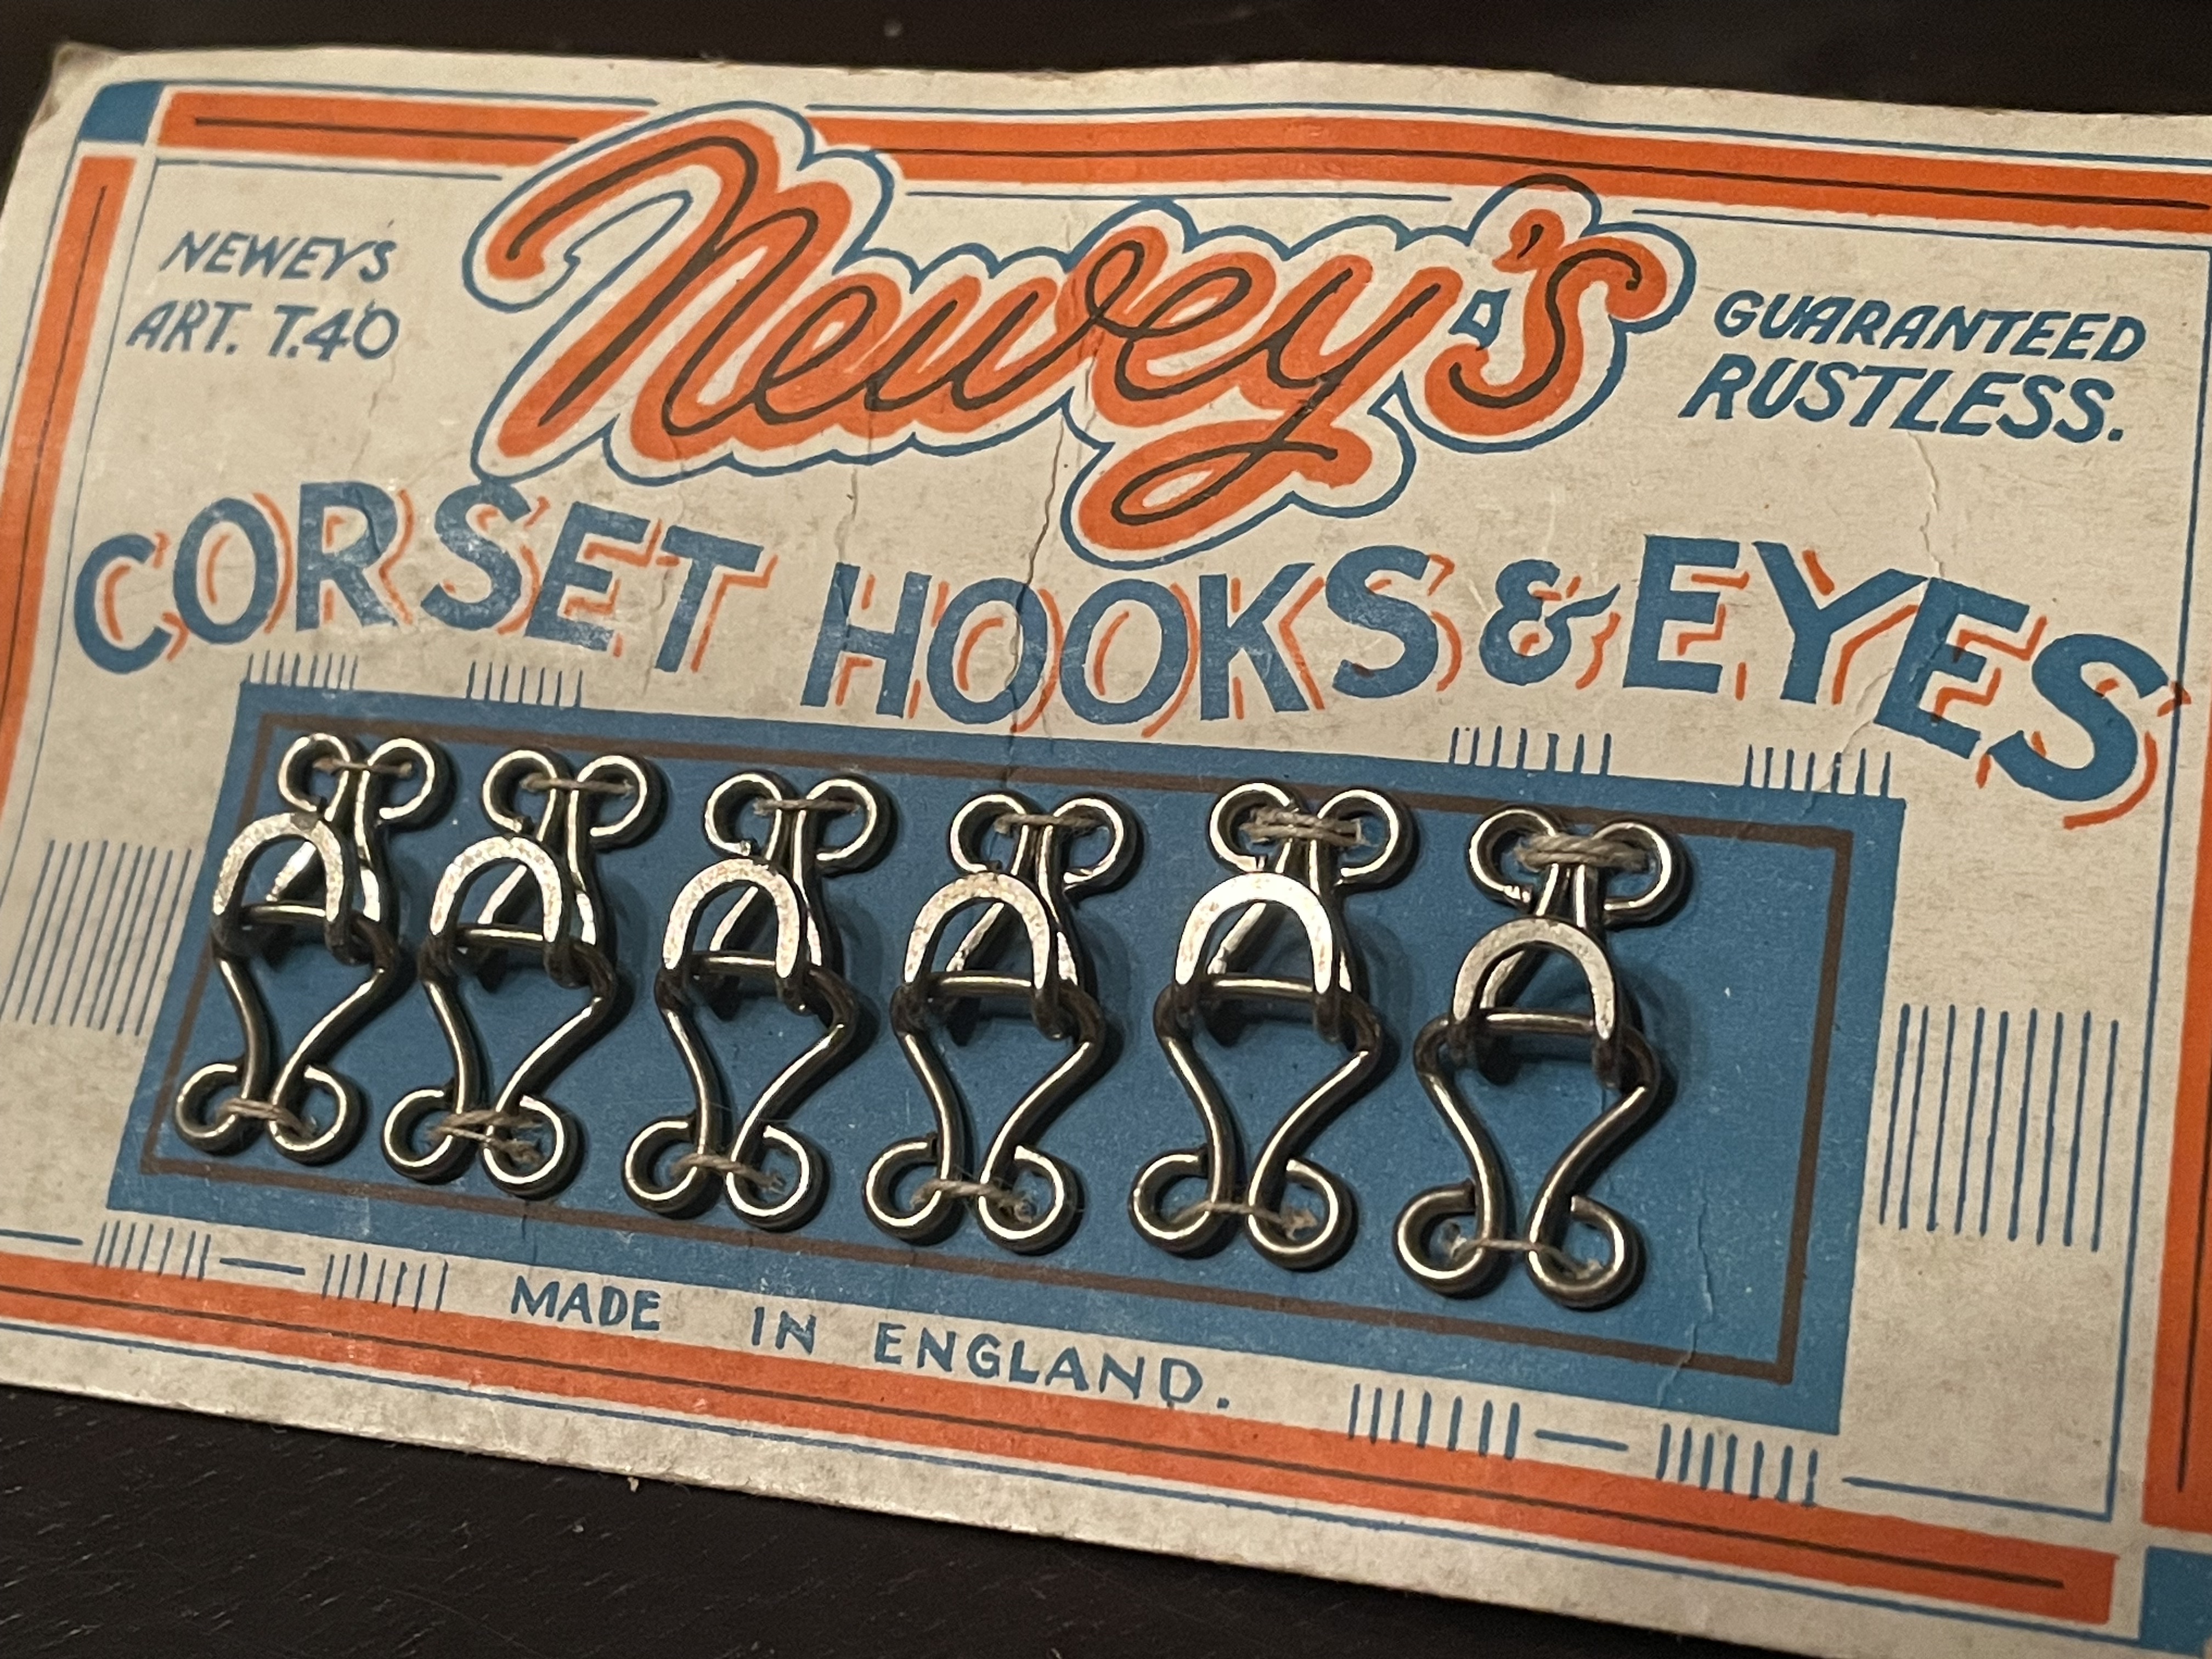 Newey's
NEWEY'S
ART. T.40
GUARANTEED
RUSTLESS.
CORSET HOOKS & EYES
MADE IN ENGLAND.